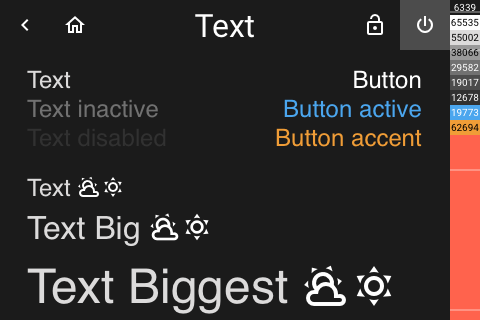 Text
Text Button
Text inactive Button active
Text disabled Button accent
Text
Text Big
Text Biggest
6339
65535
55002
38066
29582
19017
12678
19773
62694